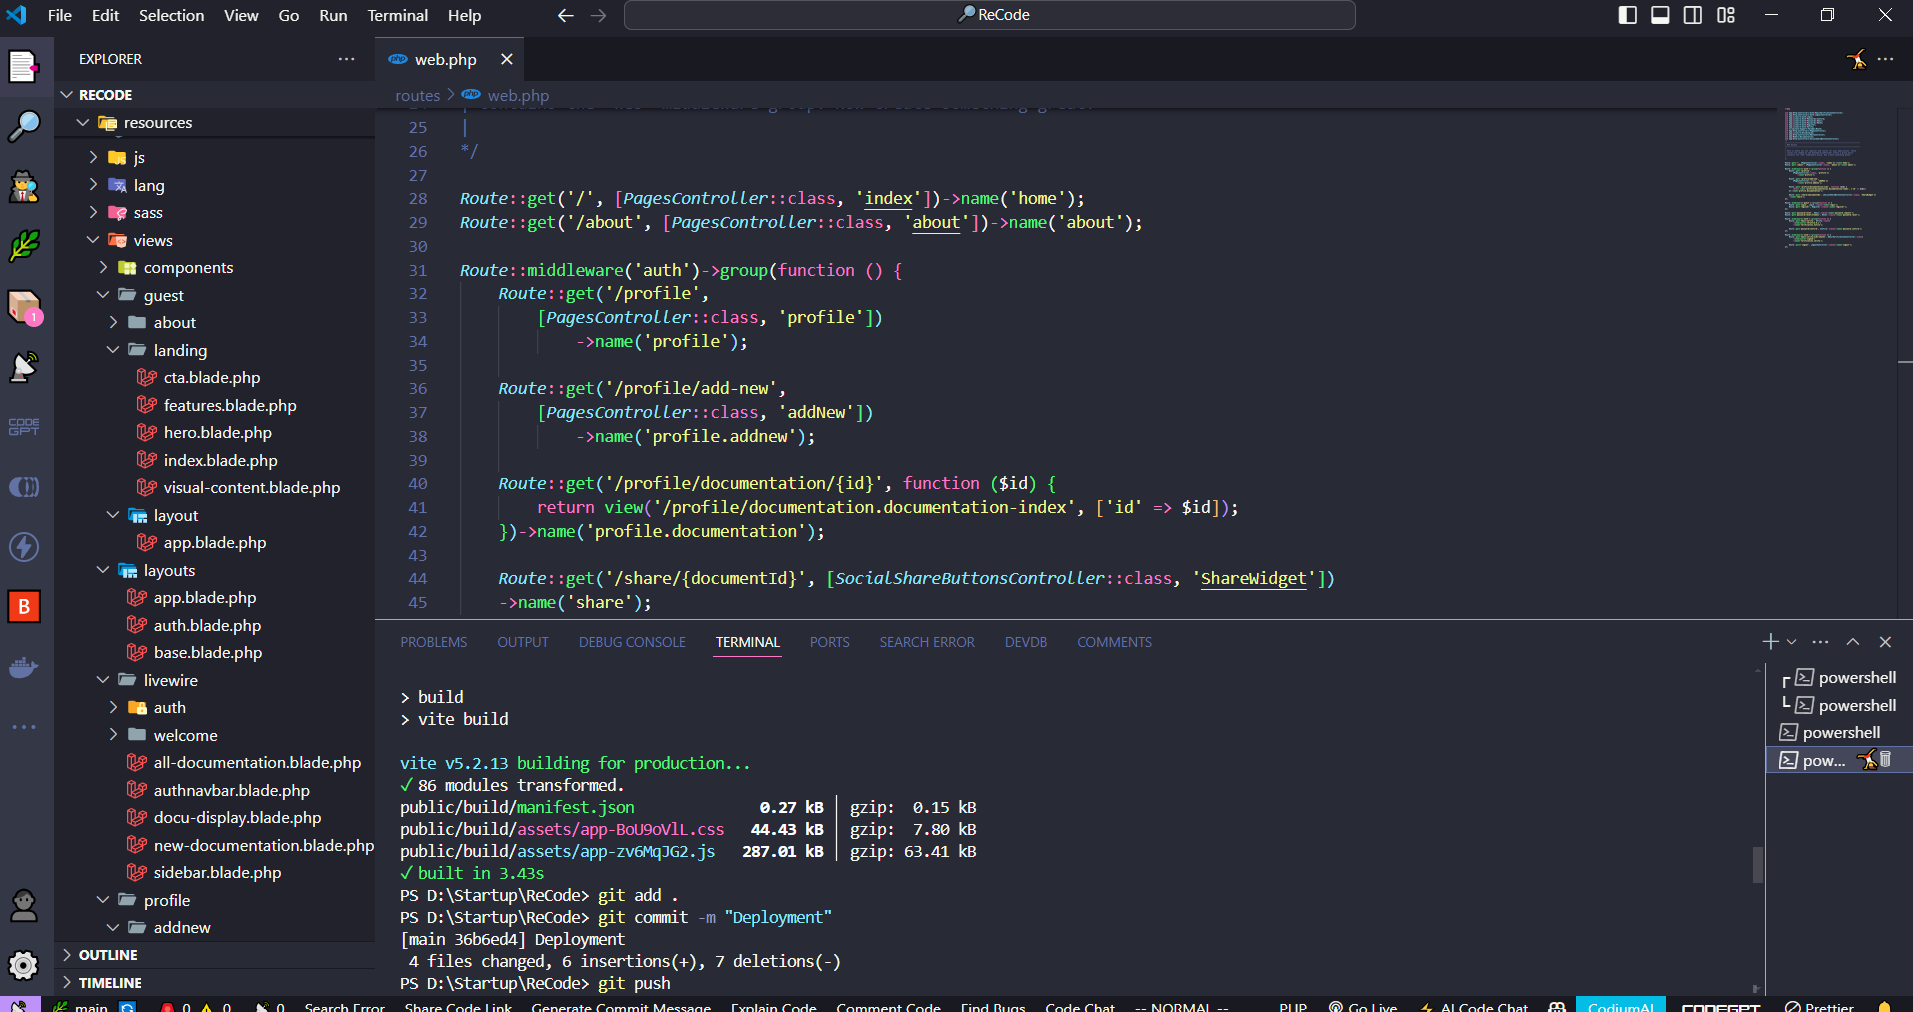 File Edit Selection View Go Run Terminal Help
ReCode
EXPLORER
RECODE
resources
js
lang
sass
views
components
guest
about
landing
cta.blade.php
features.blade.php
hero.blade.php
index.blade.php
visual-content.blade.php
layout
app.blade.php
layouts
app.blade.php
auth.blade.php
base.blade.php
livewire
auth
welcome
all-documentation.blade.php
authnavbar.blade.php
docu-display.blade.php
new-documentation.blade.php
sidebar.blade.php
profile
addnew
OUTLINE
TIMELINE
1
CODE
GPT
B
php web.php
routes > php web.php
25 |
26 */
27
28 Route::get('/', [PagesController::class, 'index'])->name('home');
29 Route::get('/about', [PagesController::class, 'about'])->name('about');
30
31 Route::middleware('auth')->group(function () {
32 Route::get('/profile',
33 [PagesController::class, 'profile'])
34 ->name('profile');
35
36 Route::get('/profile/add-new',
37 [PagesController::class, 'addNew'])
38 ->name('profile.addnew');
39
40 Route::get('/profile/documentation/{id}', function ($id) {
41 return view('/profile/documentation.documentation-index', ['id' => $id]);
42 })->name('profile.documentation');
43
44 Route::get('/share/{documentId}', [SocialShareButtonsController::class, 'ShareWidget'])
45 ->name('share');
PROBLEMS OUTPUT DEBUG CONSOLE TERMINAL PORTS SEARCH ERROR DEVDB COMMENTS
> build
> vite build
vite v5.2.13 building for production...
✓ 86 modules transformed.
public/build/manifest.json 0.27 kB │ gzip: 0.15 kB
public/build/assets/app-BoU9oVlL.css 44.43 kB │ gzip: 7.80 kB
public/build/assets/app-zv6MqJG2.js 287.01 kB │ gzip: 63.41 kB
✓ built in 3.43s
PS D:\Startup\ReCode> git add .
PS D:\Startup\ReCode> git commit -m "Deployment"
[main 36b6ed4] Deployment
4 files changed, 6 insertions(+), 7 deletions(-)
PS D:\Startup\ReCode> git push
powershell
powershell
powershell
pow...
main 0 0 0 Search Error Share Code Link Generate Commit Message Explain Code Comment Code Find Bugs Code Chat -- NORMAL -- PHP Go Live AI Code Chat CodiumAI CODEGPT Prettier